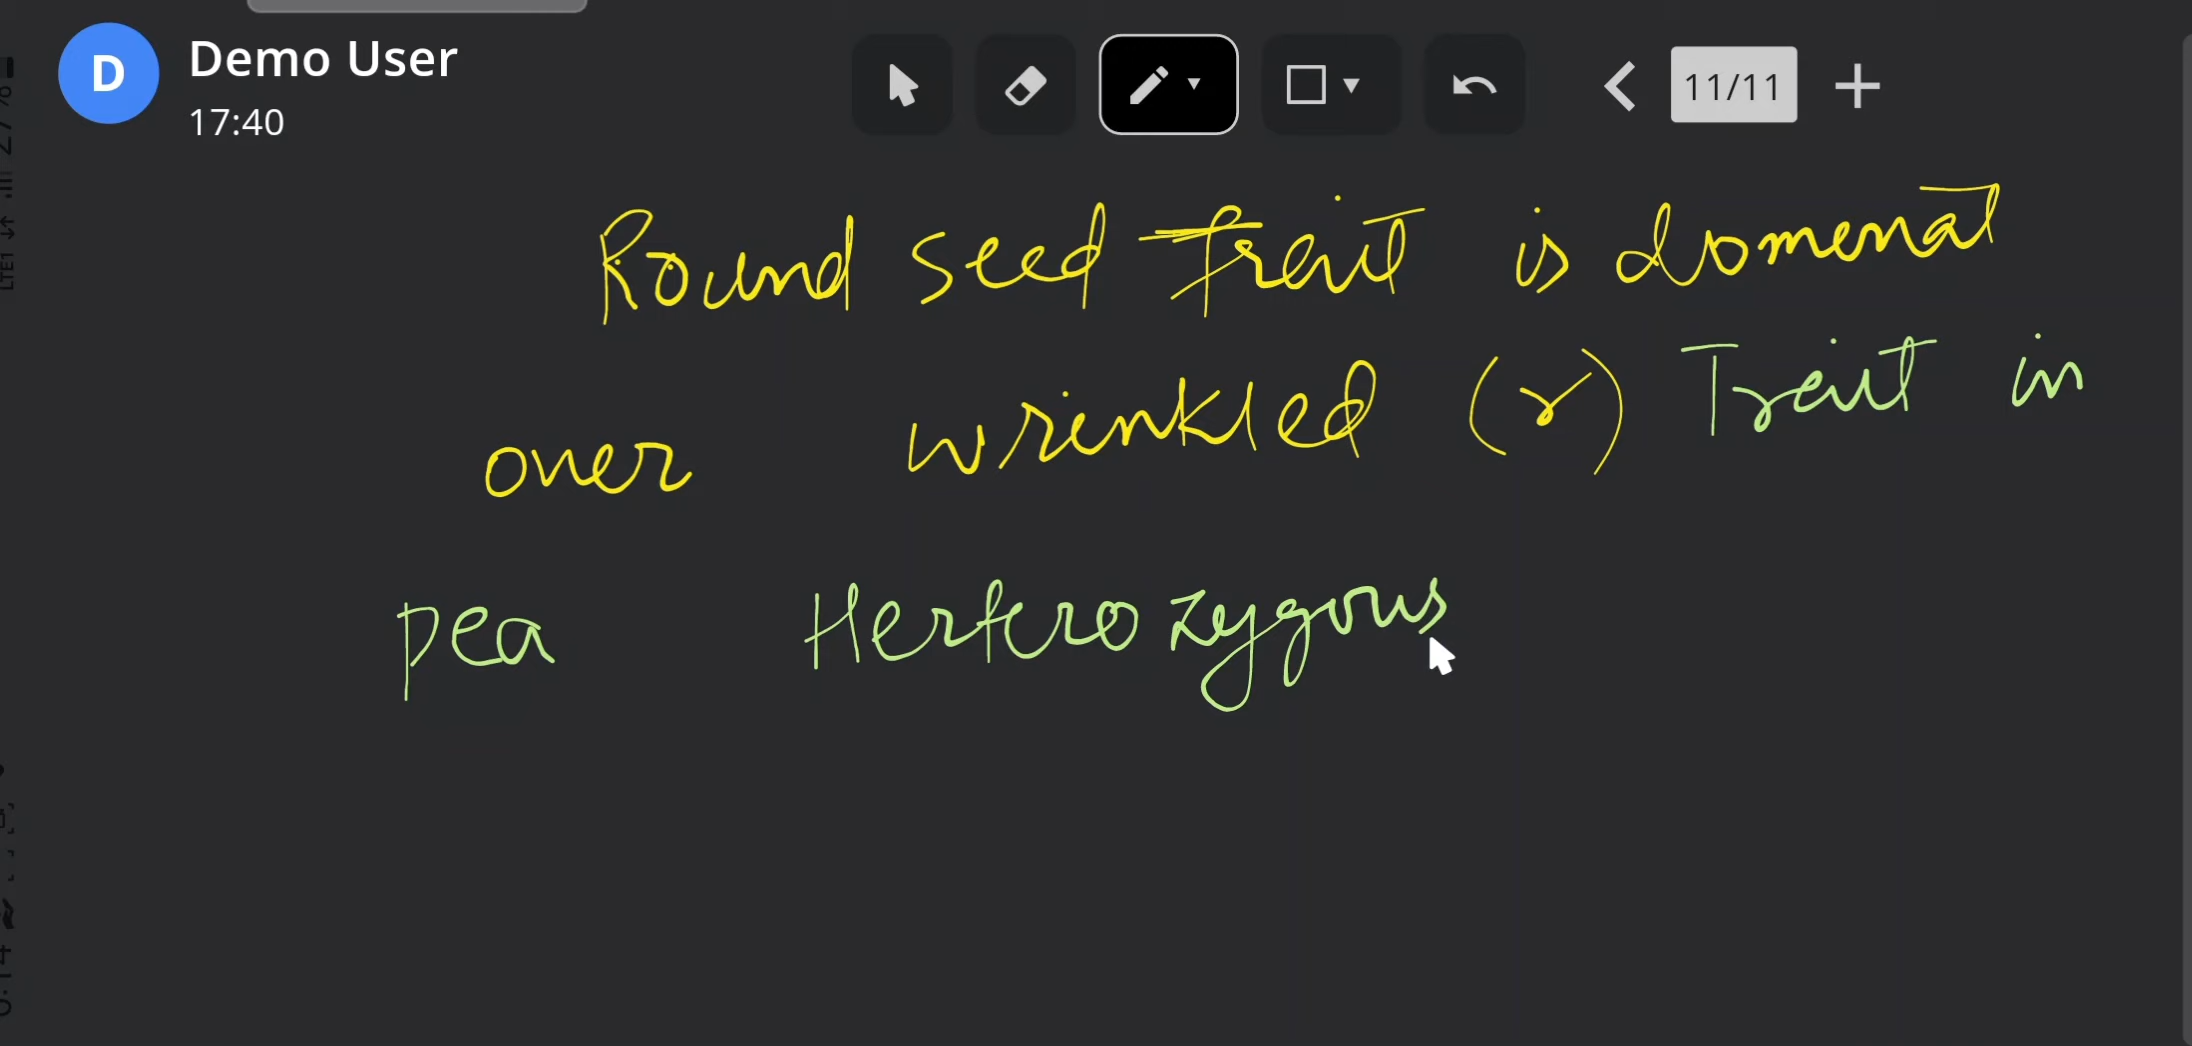 Demo User
17:40
D
11/11
Round seed trait is domenat
over wrinkled (r) Trait in
pea Herterozygous